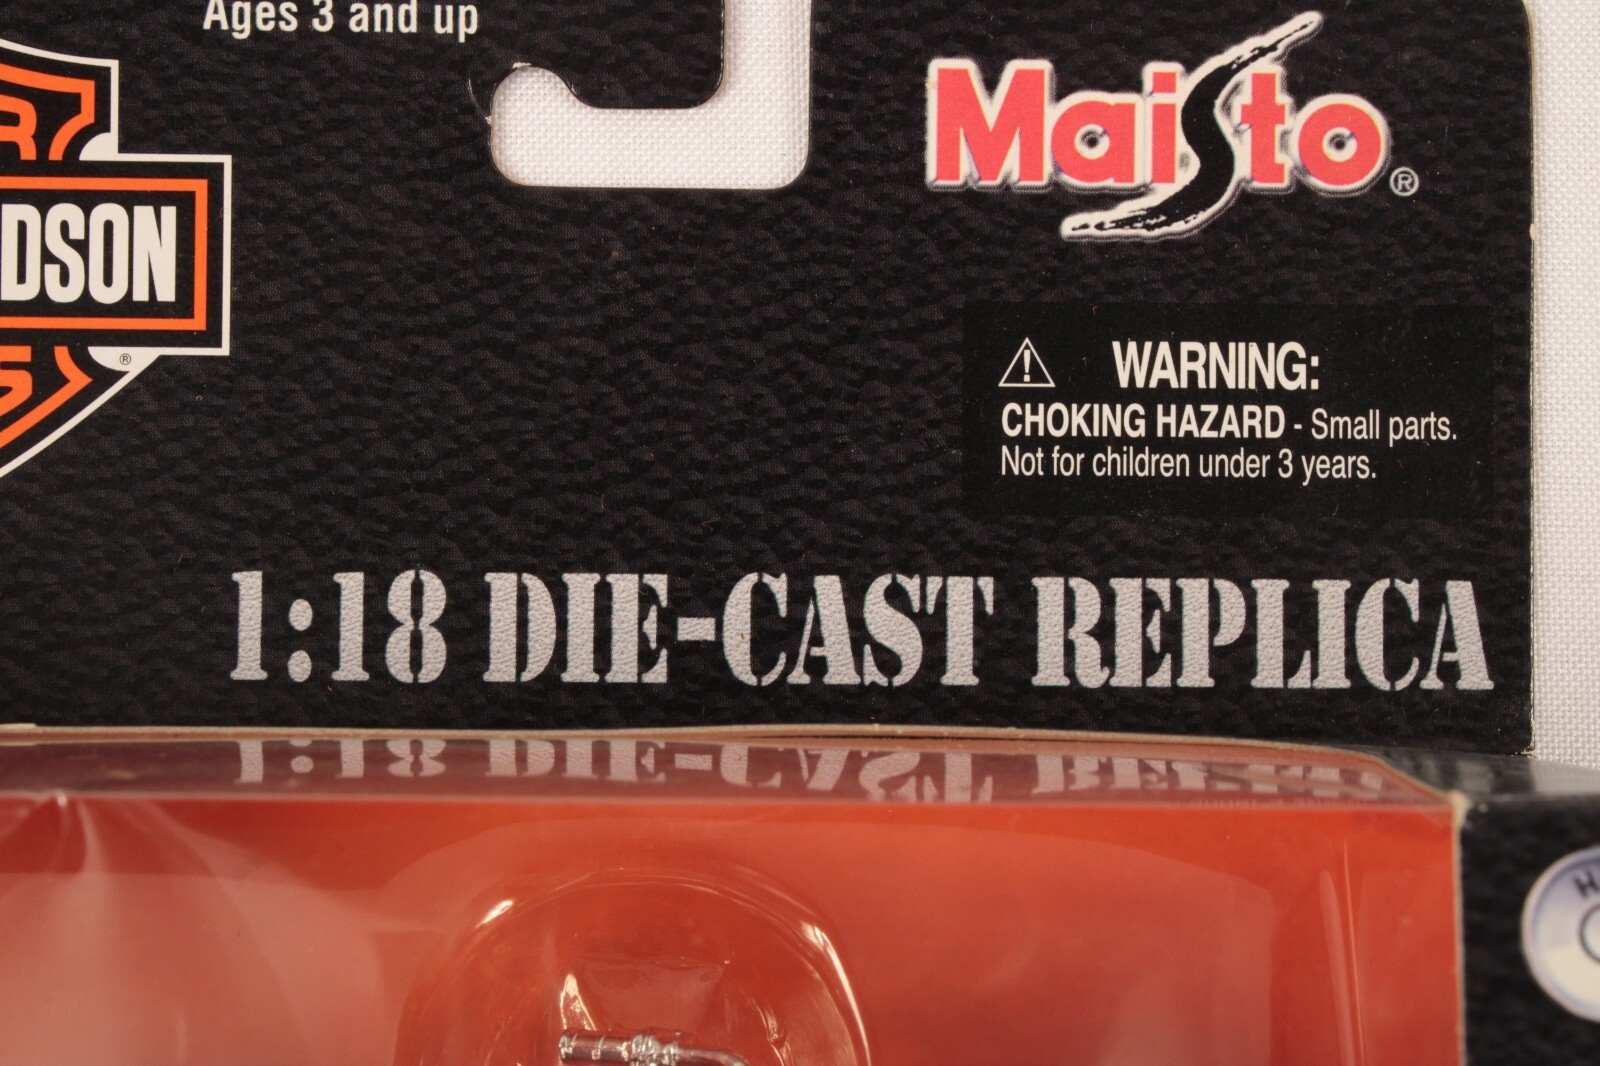 Ages 3 and up
Maisto®
DSON
®
WARNING:
CHOKING HAZARD - Small parts.
Not for children under 3 years.
1:18 DIE-CAST REPLICA